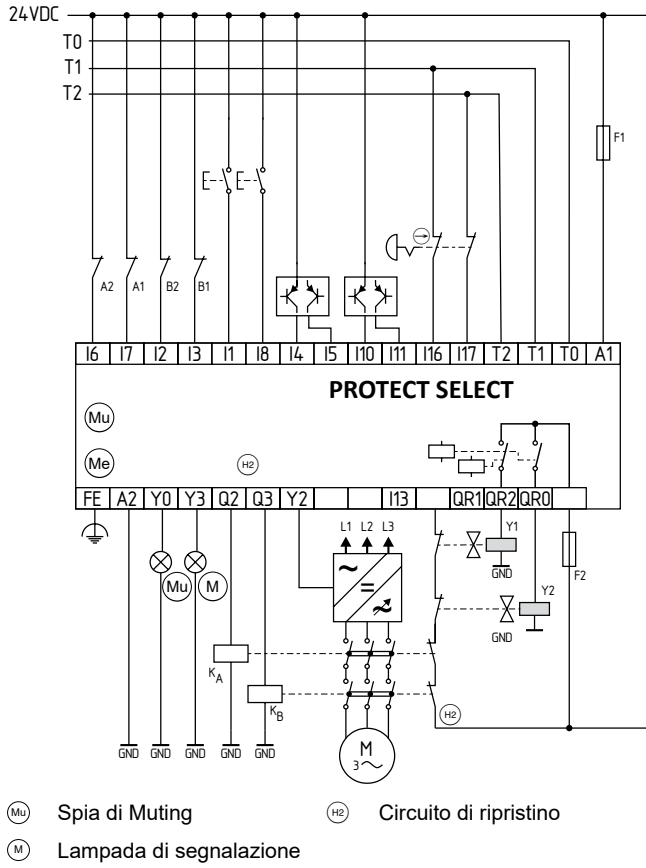 24VDC
T0
T1
T2
F1
A2 A1 B2 B1
I6 I7 I2 I3 I1 I8 I4 I5 I10 I11 I16 I17 T2 T1 T0 A1
PROTECT SELECT
Mu
Me
H2
FE A2 Y0 Y3 Q2 Q3 Y2 I13 QR1 QR2 QR0
L1 L2 L3
Y1
GND
F2
Mu M
Y2
GND
KA
KB
H2
M
3
GND GND GND GND GND
Mu Spia di Muting
H2 Circuito di ripristino
M Lampada di segnalazione